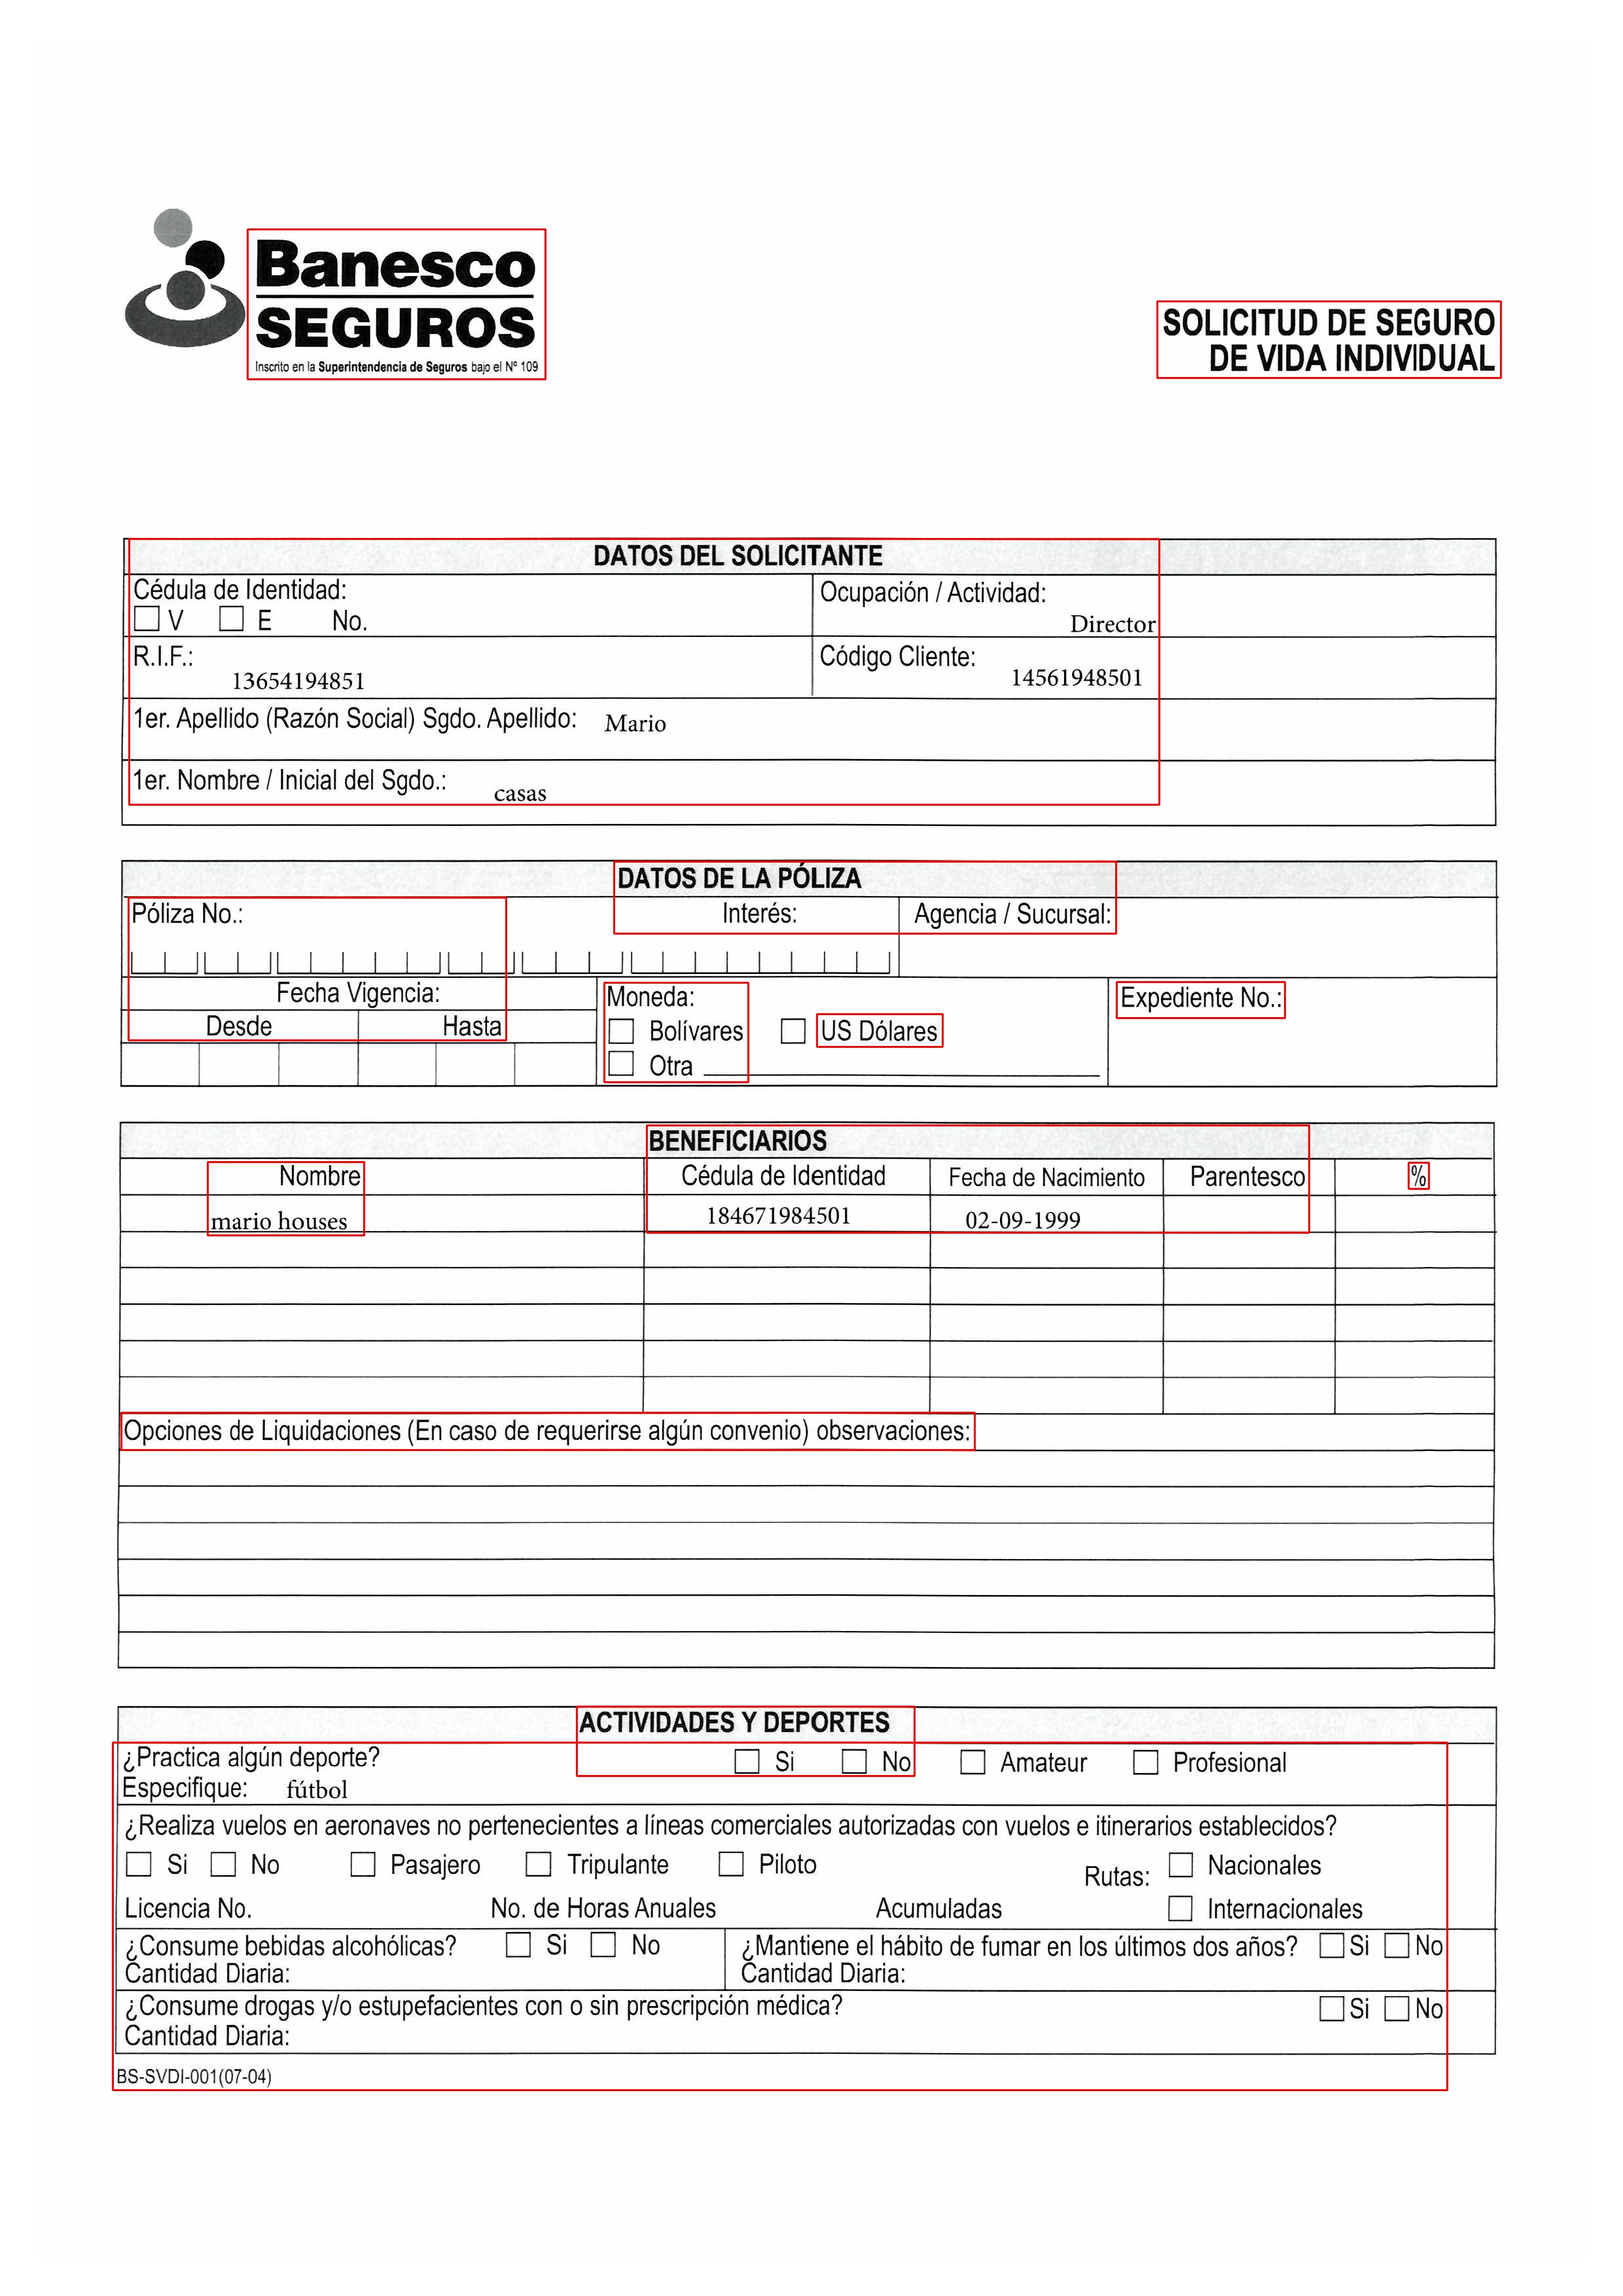 Banesco
SEGUROS
Inscrito en la Superintendencia de Seguros bajo el Nº 109
SOLICITUD DE SEGURO
DE VIDA INDIVIDUAL
DATOS DEL SOLICITANTE
Cédula de Identidad:
V E No.
Ocupación / Actividad:
Director
R.I.F.:
13654194851
Código Cliente:
14561948501
1er. Apellido (Razón Social) Sgdo. Apellido: Mario
1er. Nombre / Inicial del Sgdo.: casas
DATOS DE LA PÓLIZA
Póliza No.: Interés: Agencia / Sucursal:
Fecha Vigencia:
Desde Hasta
Moneda:
Bolívares US Dólares
Otra
Expediente No.:
BENEFICIARIOS
Nombre Cédula de Identidad Fecha de Nacimiento Parentesco %
mario houses 184671984501 02-09-1999
Opciones de Liquidaciones (En caso de requerirse algún convenio) observaciones:
ACTIVIDADES Y DEPORTES
¿Practica algún deporte? Si No Amateur Profesional
Especifique: fútbol
¿Realiza vuelos en aeronaves no pertenecientes a líneas comerciales autorizadas con vuelos e itinerarios establecidos?
Si No Pasajero Tripulante Piloto Rutas: Nacionales
Licencia No. No. de Horas Anuales Acumuladas Internacionales
¿Consume bebidas alcohólicas? Si No
Cantidad Diaria:
¿Mantiene el hábito de fumar en los últimos dos años? Si No
Cantidad Diaria:
¿Consume drogas y/o estupefacientes con o sin prescripción médica? Si No
Cantidad Diaria:
BS-SVDI-001(07-04)